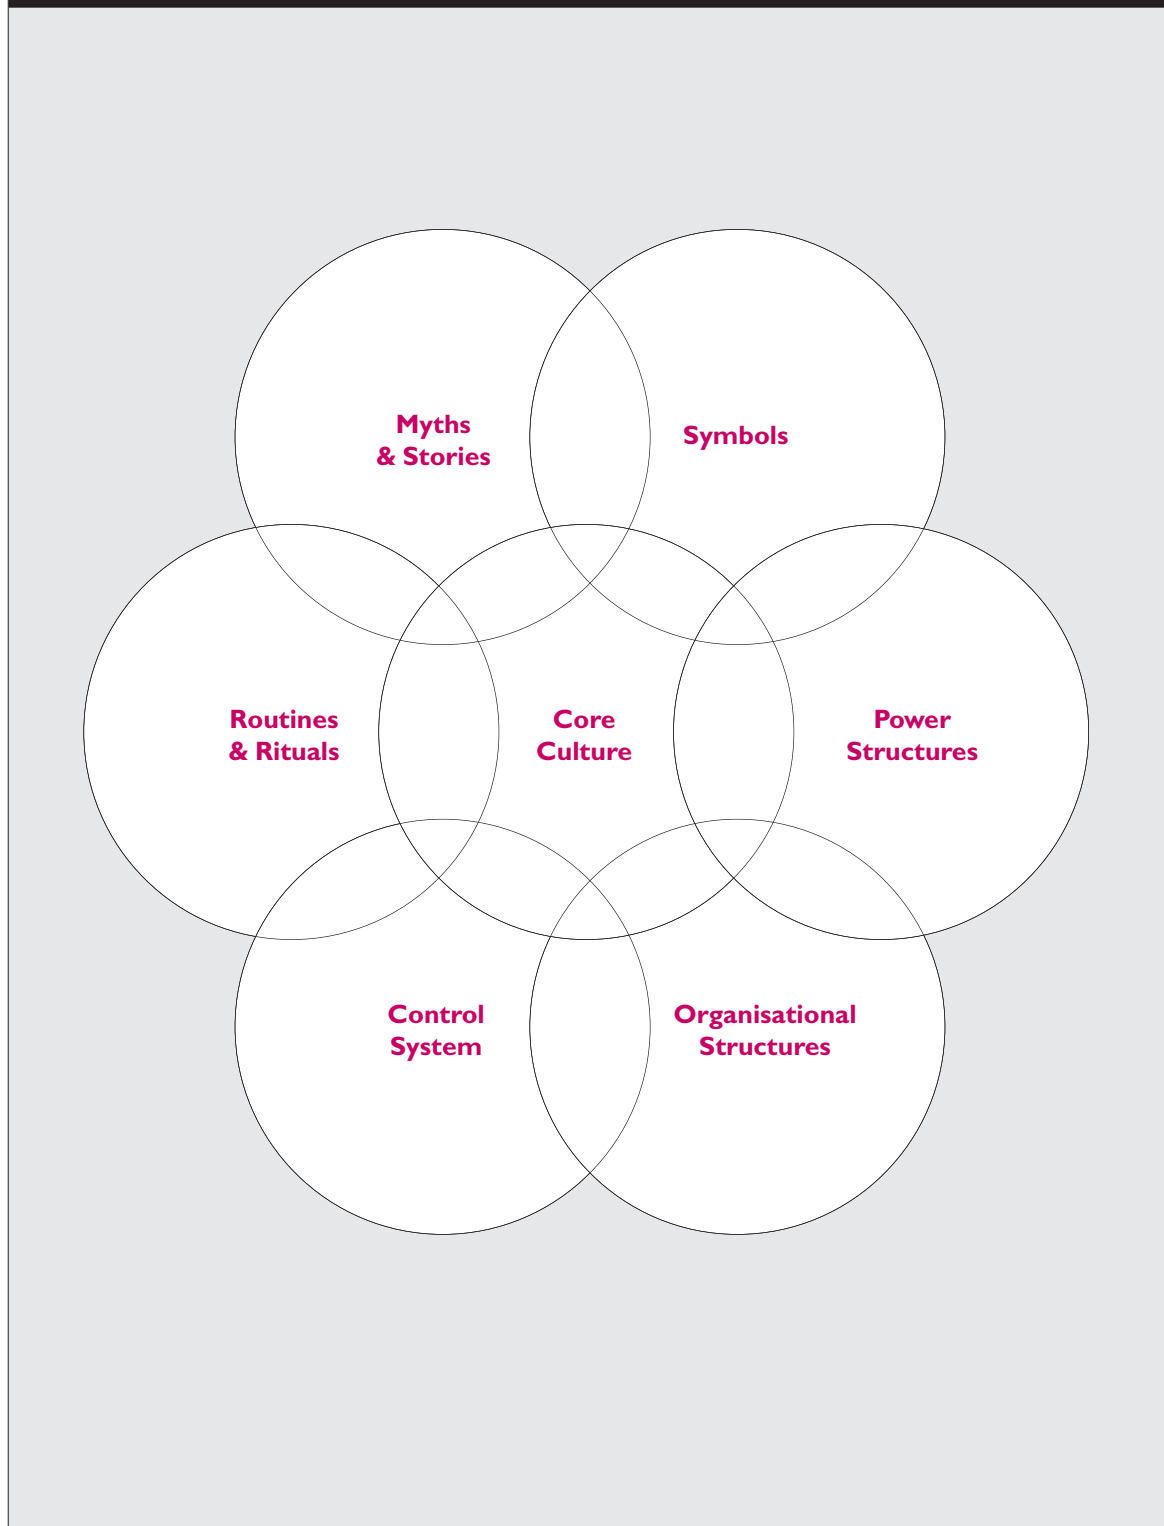 Myths
& Stories
Symbols
Routines
& Rituals
Core
Culture
Power
Structures
Control
System
Organisational
Structures